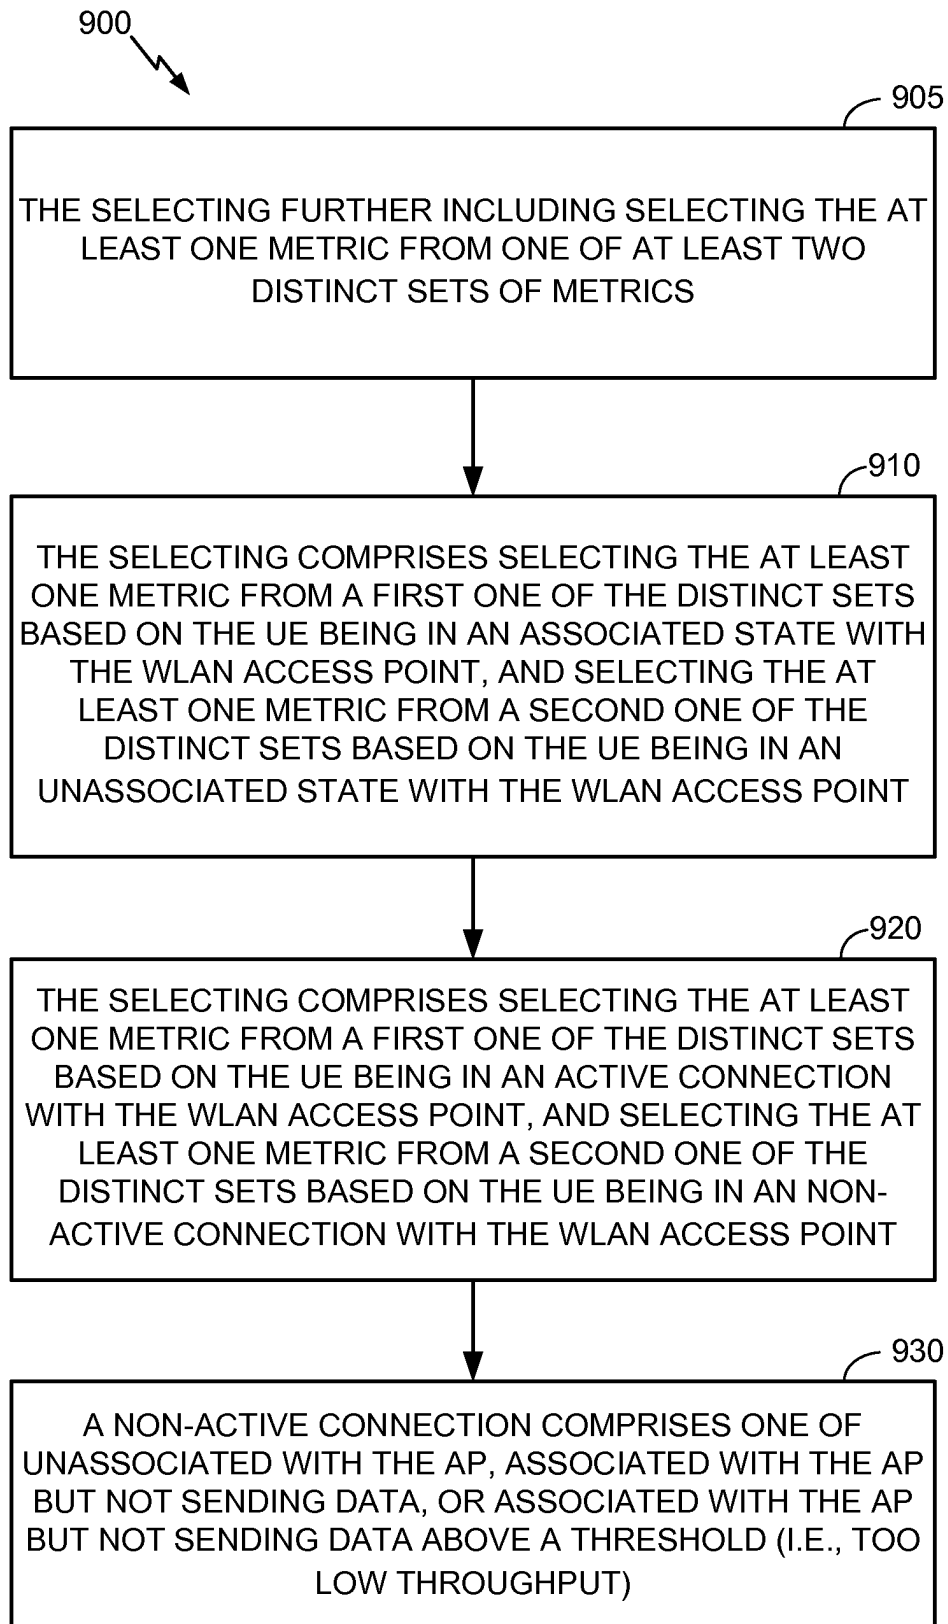 900
905
THE SELECTING FURTHER INCLUDING SELECTING THE AT
LEAST ONE METRIC FROM ONE OF AT LEAST TWO
DISTINCT SETS OF METRICS
910
THE SELECTING COMPRISES SELECTING THE AT LEAST
ONE METRIC FROM A FIRST ONE OF THE DISTINCT SETS
BASED ON THE UE BEING IN AN ASSOCIATED STATE WITH
THE WLAN ACCESS POINT, AND SELECTING THE AT
LEAST ONE METRIC FROM A SECOND ONE OF THE
DISTINCT SETS BASED ON THE UE BEING IN AN
UNASSOCIATED STATE WITH THE WLAN ACCESS POINT
920
THE SELECTING COMPRISES SELECTING THE AT LEAST
ONE METRIC FROM A FIRST ONE OF THE DISTINCT SETS
BASED ON THE UE BEING IN AN ACTIVE CONNECTION
WITH THE WLAN ACCESS POINT, AND SELECTING THE AT
LEAST ONE METRIC FROM A SECOND ONE OF THE
DISTINCT SETS BASED ON THE UE BEING IN AN NON-
ACTIVE CONNECTION WITH THE WLAN ACCESS POINT
930
A NON-ACTIVE CONNECTION COMPRISES ONE OF
UNASSOCIATED WITH THE AP, ASSOCIATED WITH THE AP
BUT NOT SENDING DATA, OR ASSOCIATED WITH THE AP
BUT NOT SENDING DATA ABOVE A THRESHOLD (I.E., TOO
LOW THROUGHPUT)